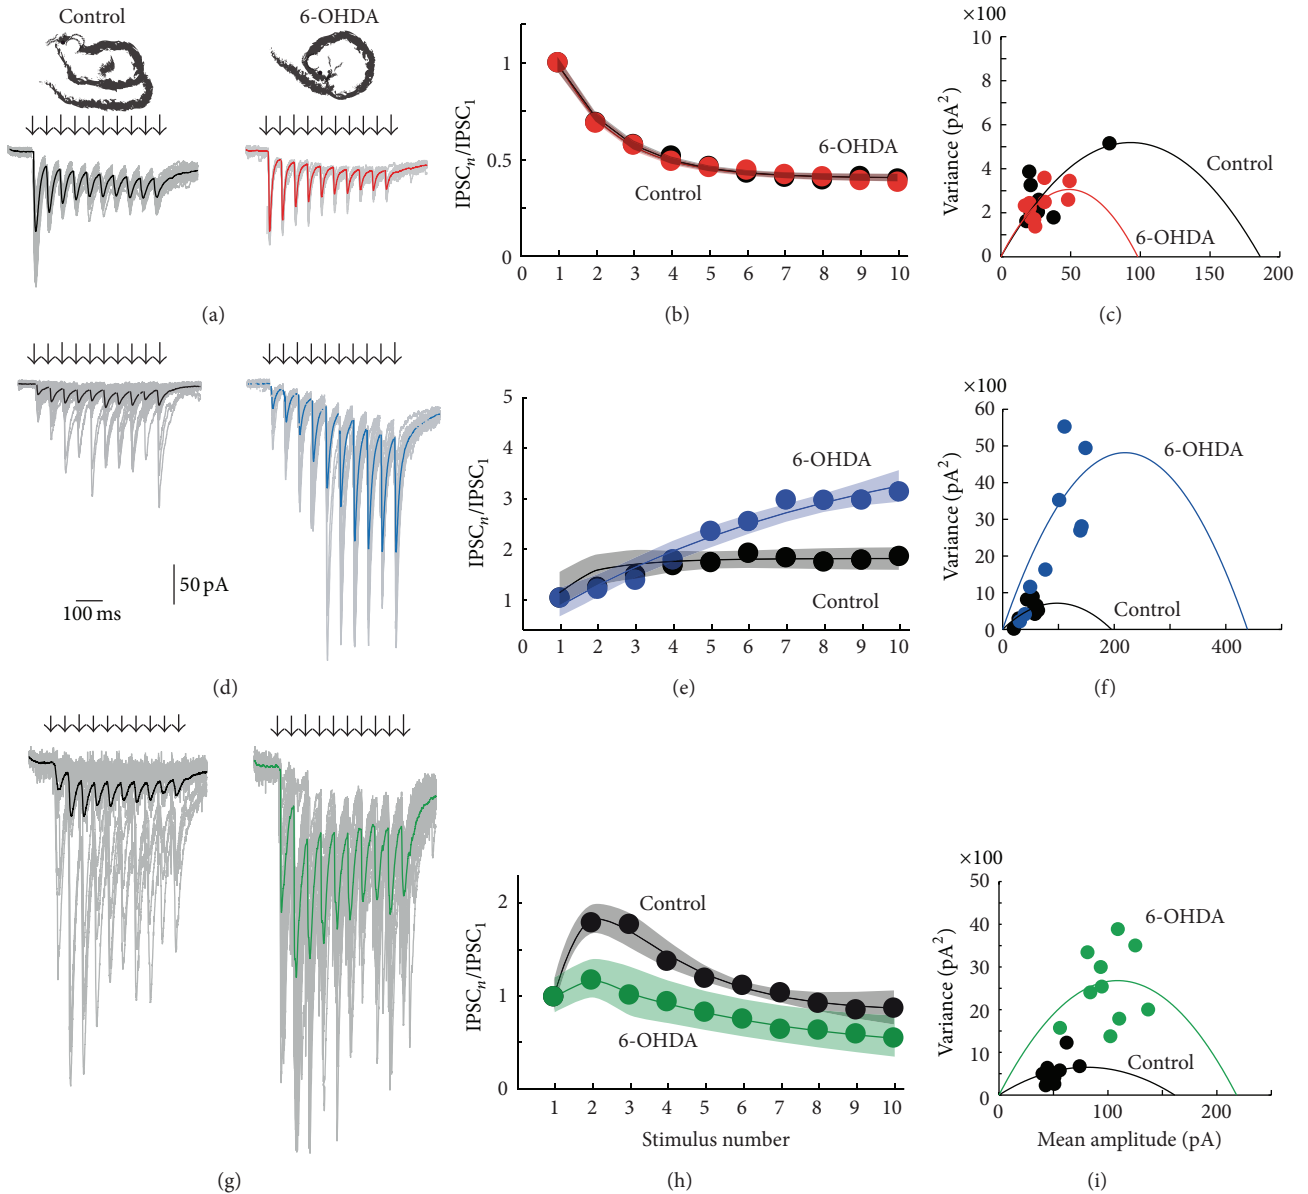 Control
6-OHDA
(a)
IPSCn/IPSC1
1
0.5
1
0 1 2 3 4 5 6 7 8 9 10
6-OHDA
Control
(b)
×100
Variance (pA2)
10
8
6
4
2
0
0 50 100 150 200
Control
6-OHDA
(c)
50 pA
100 ms
(d)
IPSCn/IPSC1
5
4
3
2
1
0 1 2 3 4 5 6 7 8 9 10
6-OHDA
Control
(e)
×100
Variance (pA2)
60
50
40
30
20
10
0
0 200 400
6-OHDA
Control
(f)
(g)
IPSCn/IPSC1
2
1
0
1 2 3 4 5 6 7 8 9 10
Control
6-OHDA
Stimulus number
(h)
×100
Variance (pA2)
50
40
30
20
10
0
0 100 200
6-OHDA
Control
Mean amplitude (pA)
(i)